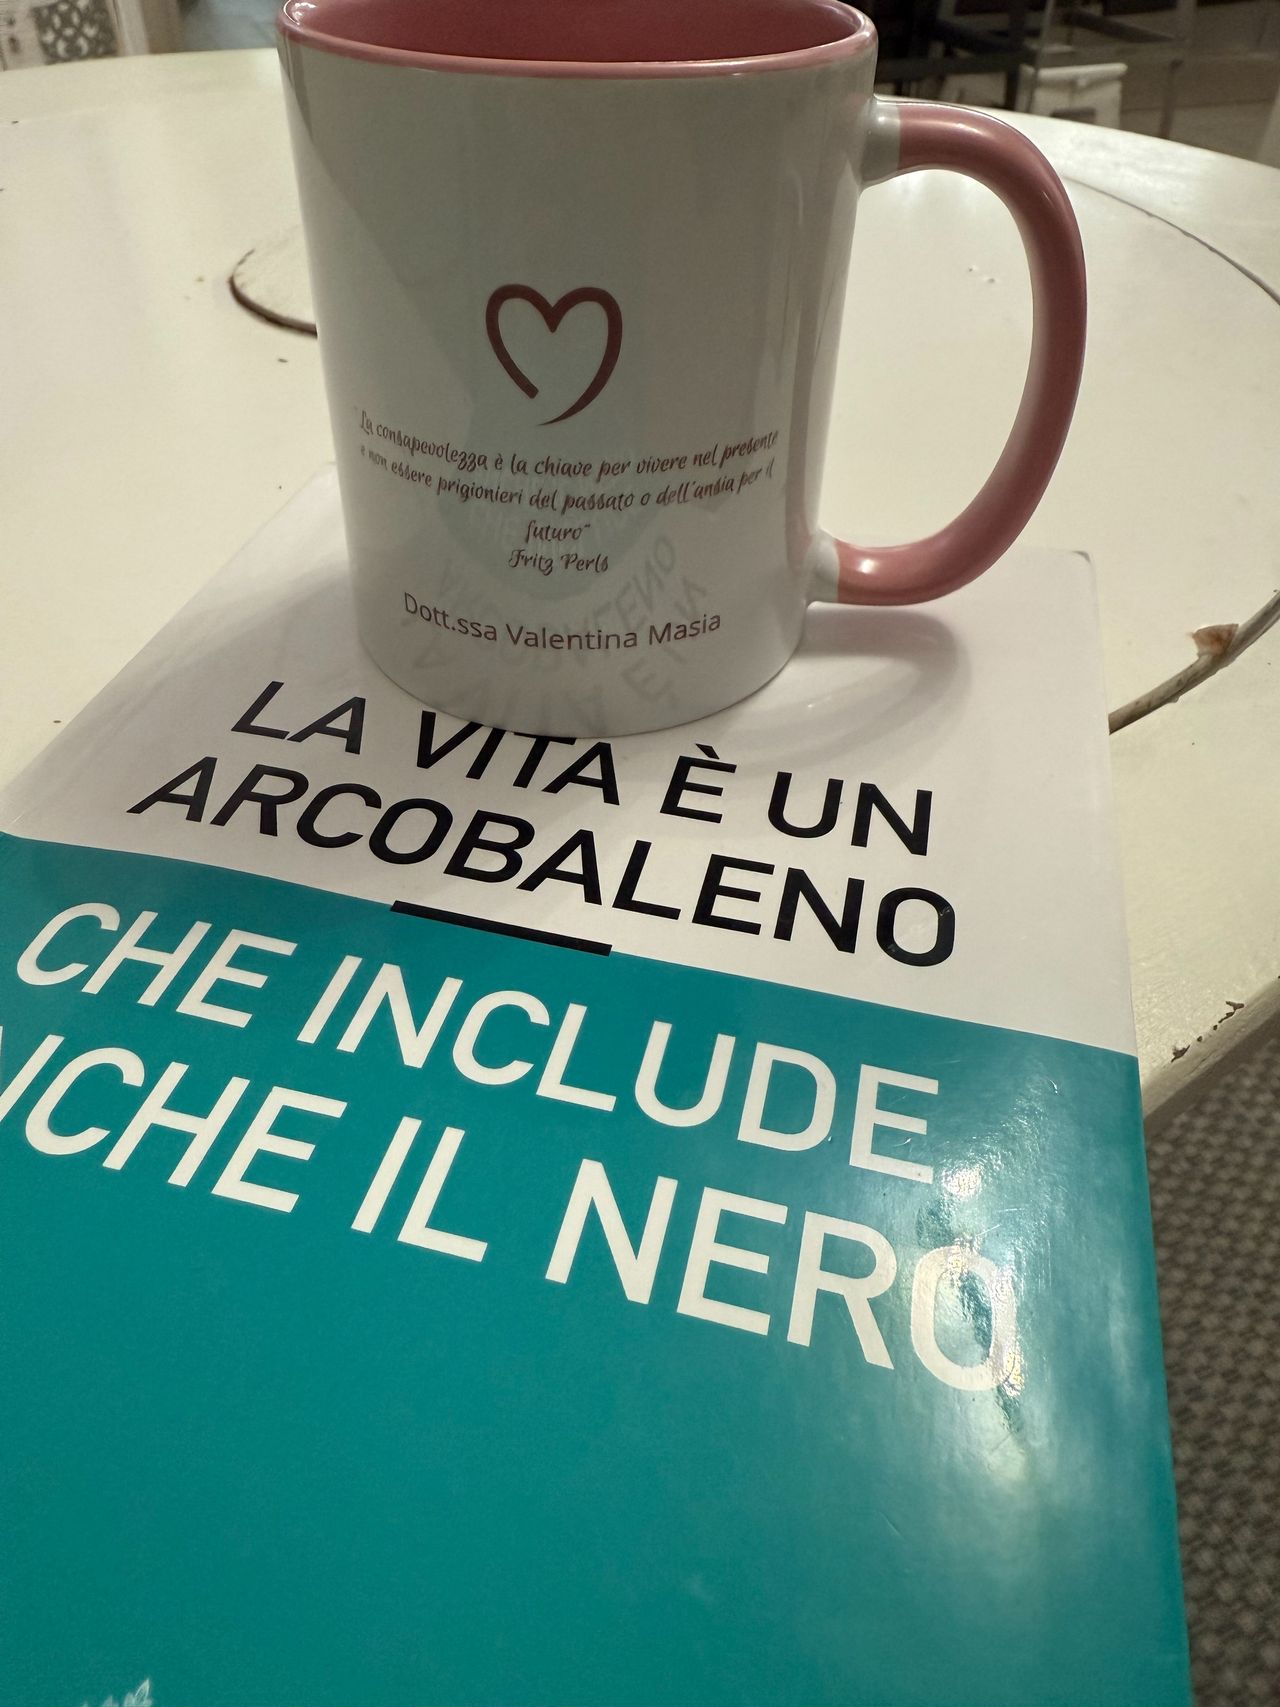 "La consapevolezza è la chiave per vivere nel presente
e non essere prigionieri del passato o dell'ansia per il
futuro"
Fritz Perls
Dott.ssa Valentina Masia
LA VITA È UN
ARCOBALENO
CHE INCLUDE
NCHE IL NERO